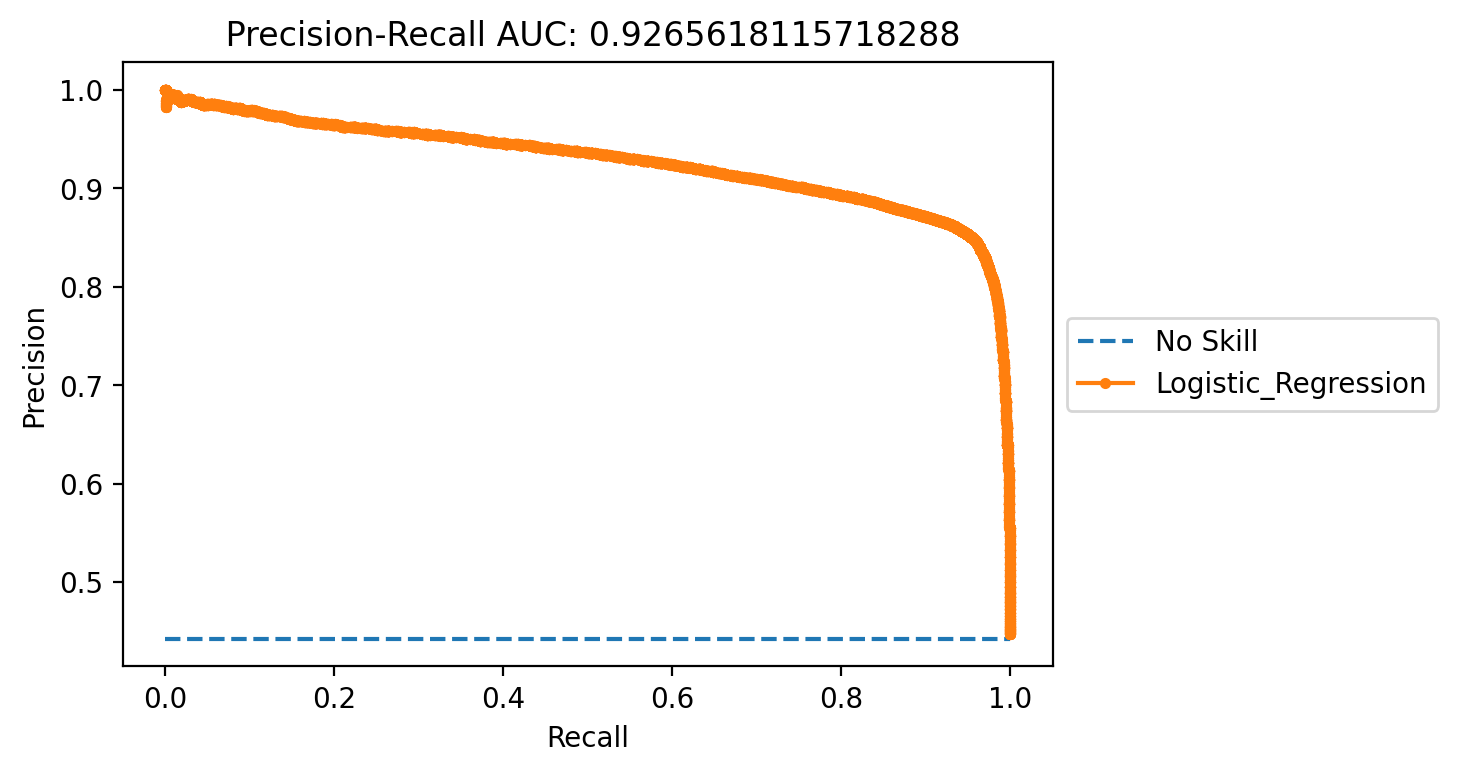 Precision-Recall AUC: 0.9265618115718288
1.0
0.9
0.8
0.7
0.6
0.5
Precision
0.0 0.2 0.4 0.6 0.8 1.0
Recall
No Skill
Logistic_Regression